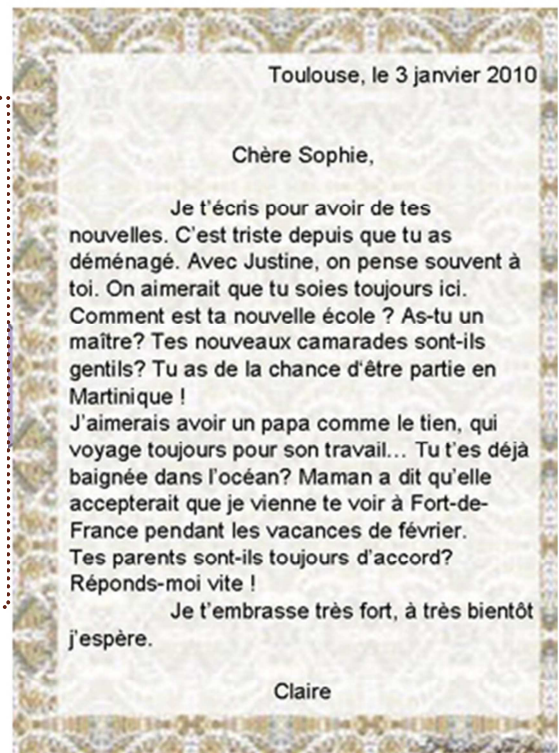 Toulouse, le 3 janvier 2010
Chère Sophie,
Je t'écris pour avoir de tes
nouvelles. C'est triste depuis que tu as
déménagé. Avec Justine, on pense souvent à
toi. On aimerait que tu soies toujours ici.
Comment est ta nouvelle école ? As-tu un
maître? Tes nouveaux camarades sont-ils
gentils? Tu as de la chance d'être partie en
Martinique !
J'aimerais avoir un papa comme le tien, qui
voyage toujours pour son travail... Tu t'es déjà
baignée dans l'océan? Maman a dit qu'elle
accepterait que je vienne te voir à Fort-de-
France pendant les vacances de février.
Tes parents sont-ils toujours d'accord?
Réponds-moi vite !
Je t'embrasse très fort, à très bientôt
j'espère.
Claire